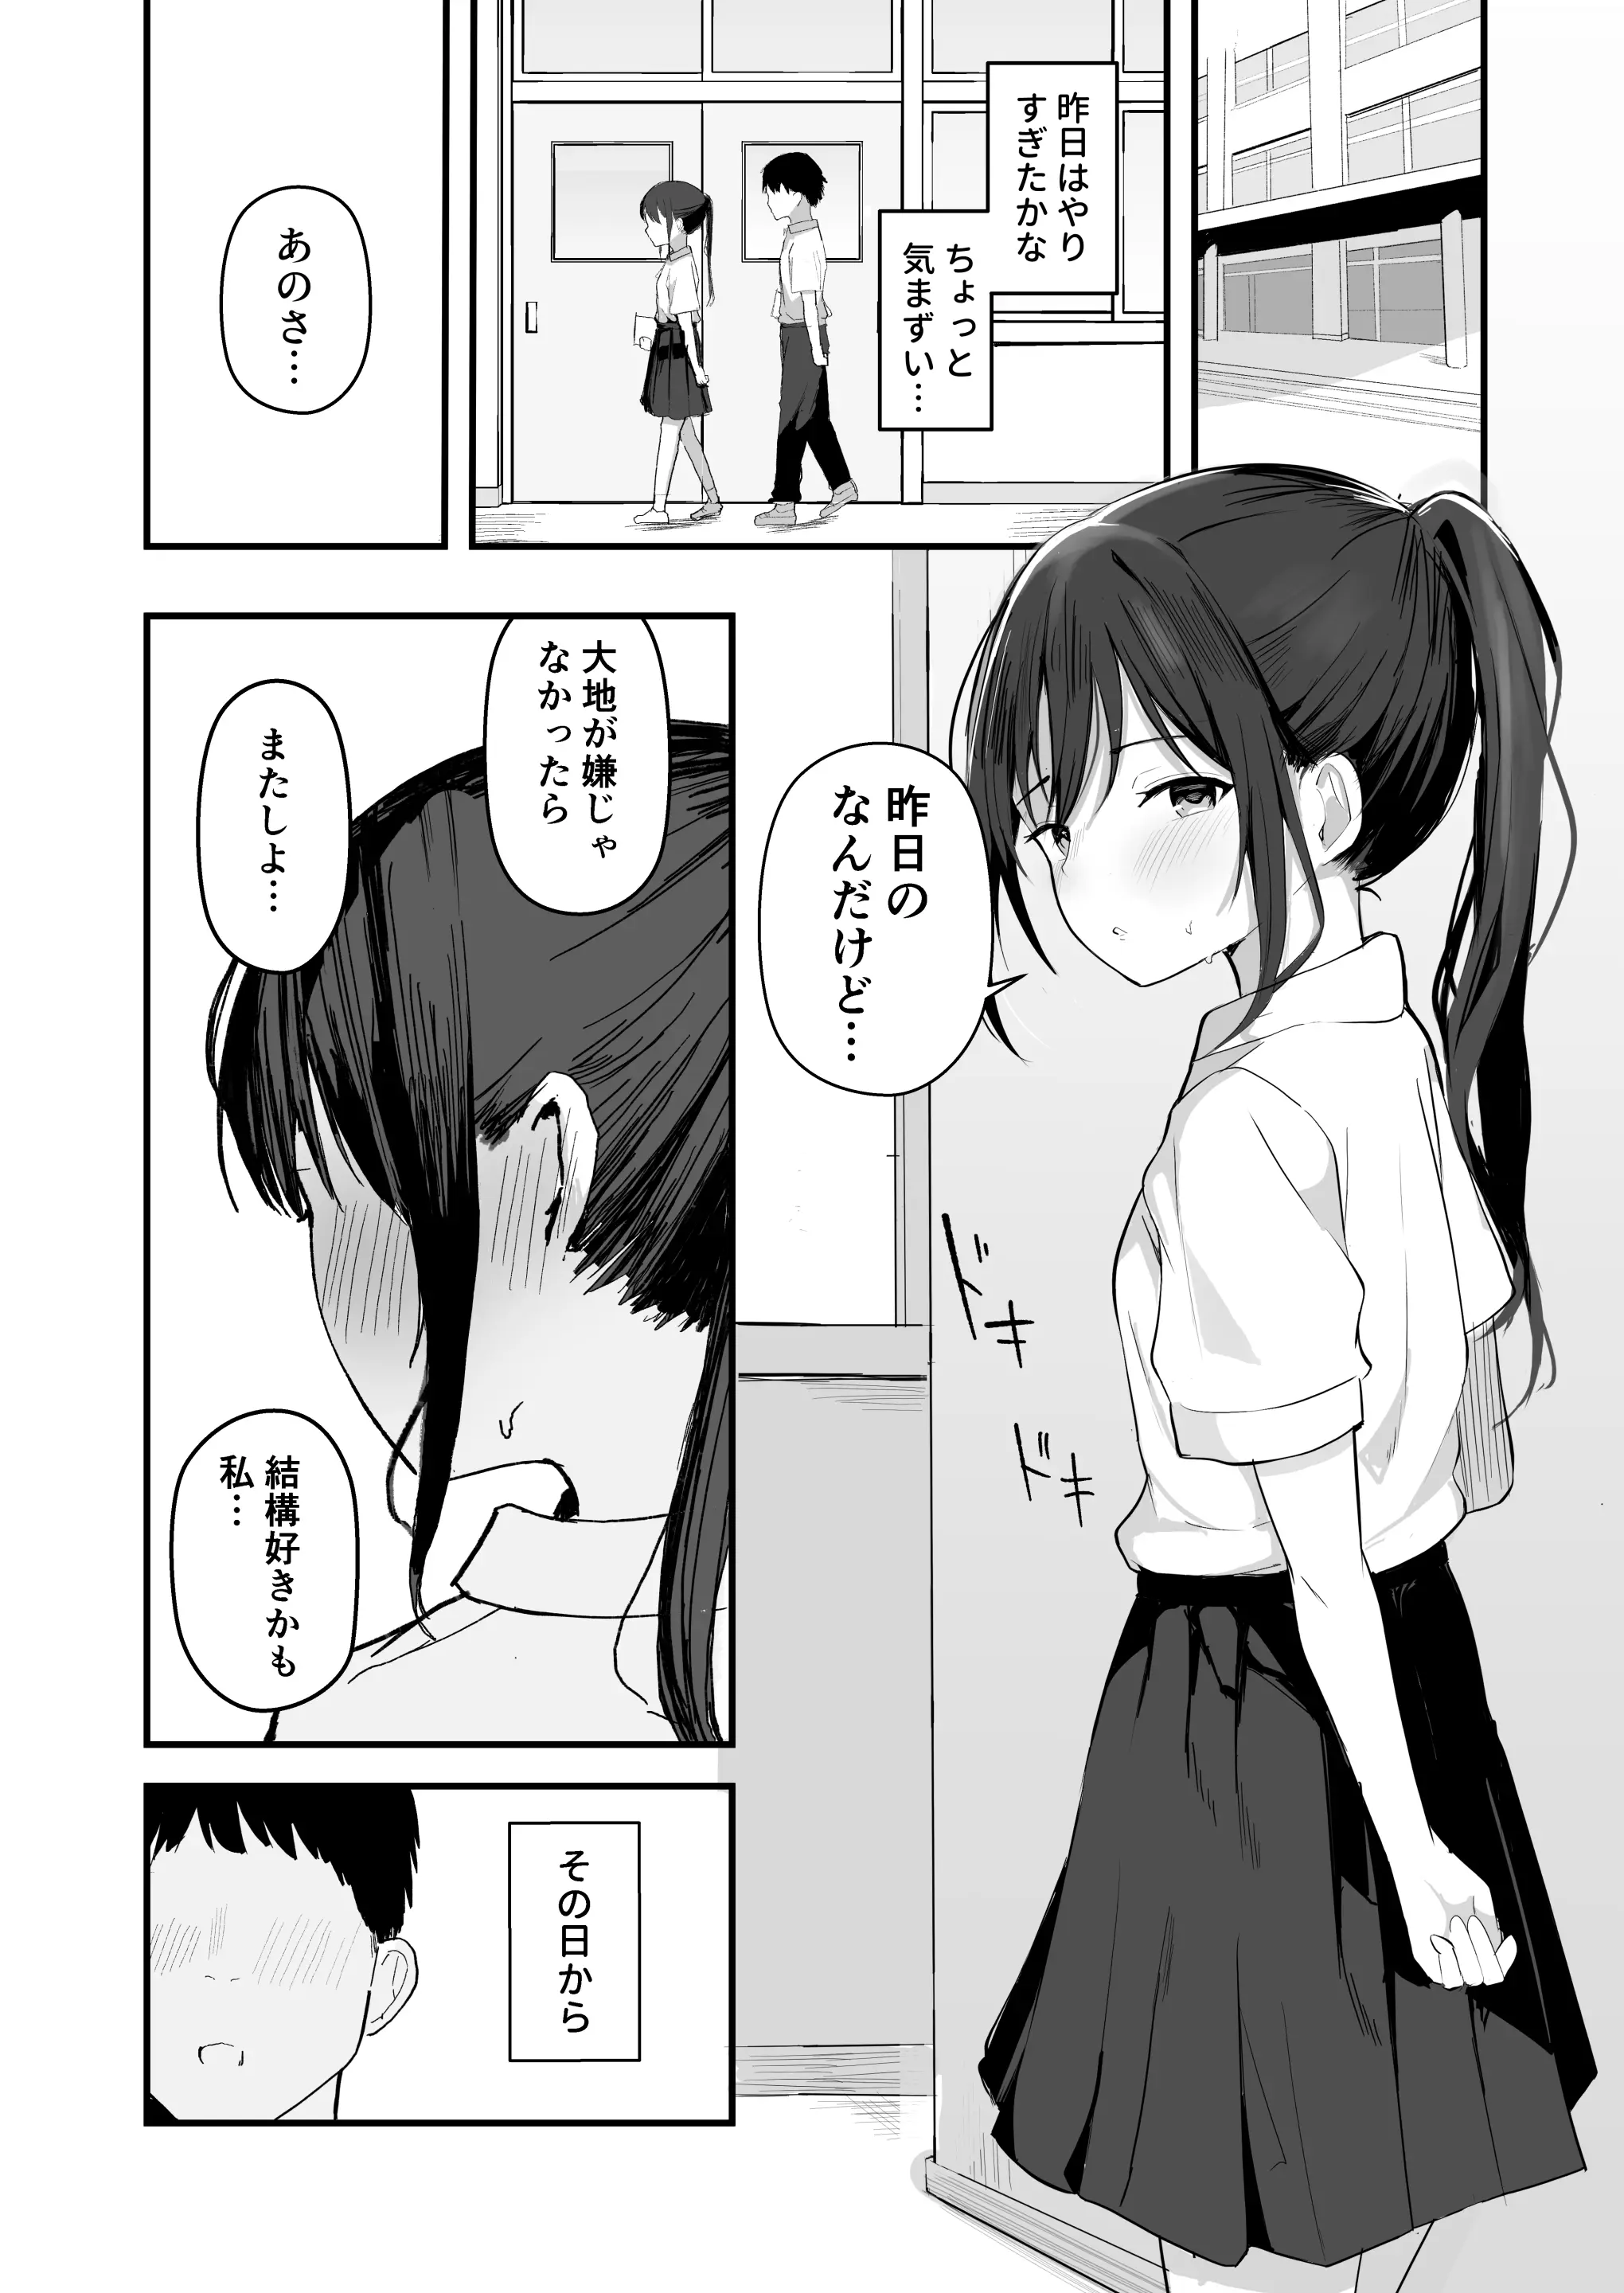 昨日はやり
すぎたかな
ちょっと
気まずい…
あのさ…
昨日の
なんだけど…
ドキ
ドキ
大地が嫌じゃ
なかったら
またしよ…
結構好きかも
私…
その日から